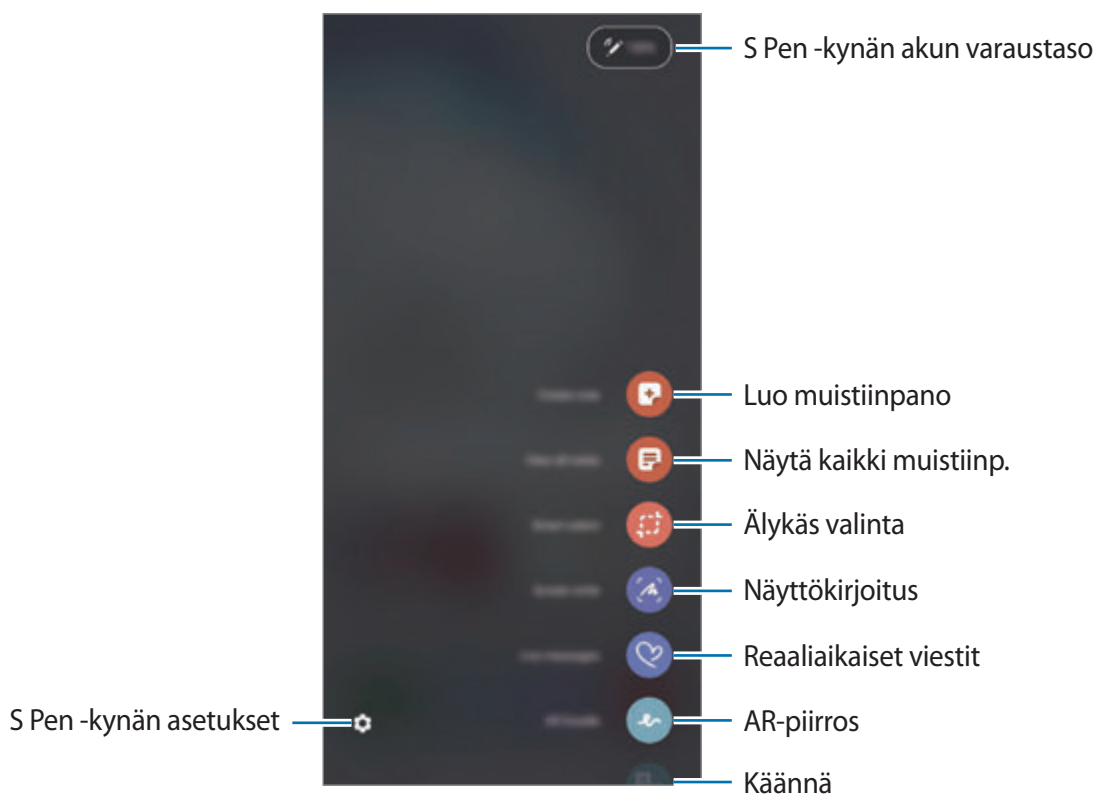 S Pen -kynän akun varaustaso
Luo muistiinpano
Näytä kaikki muistiinp.
Älykäs valinta
Näyttökirjoitus
Reaaliaikaiset viestit
S Pen -kynän asetukset
AR-piirros
Käännä